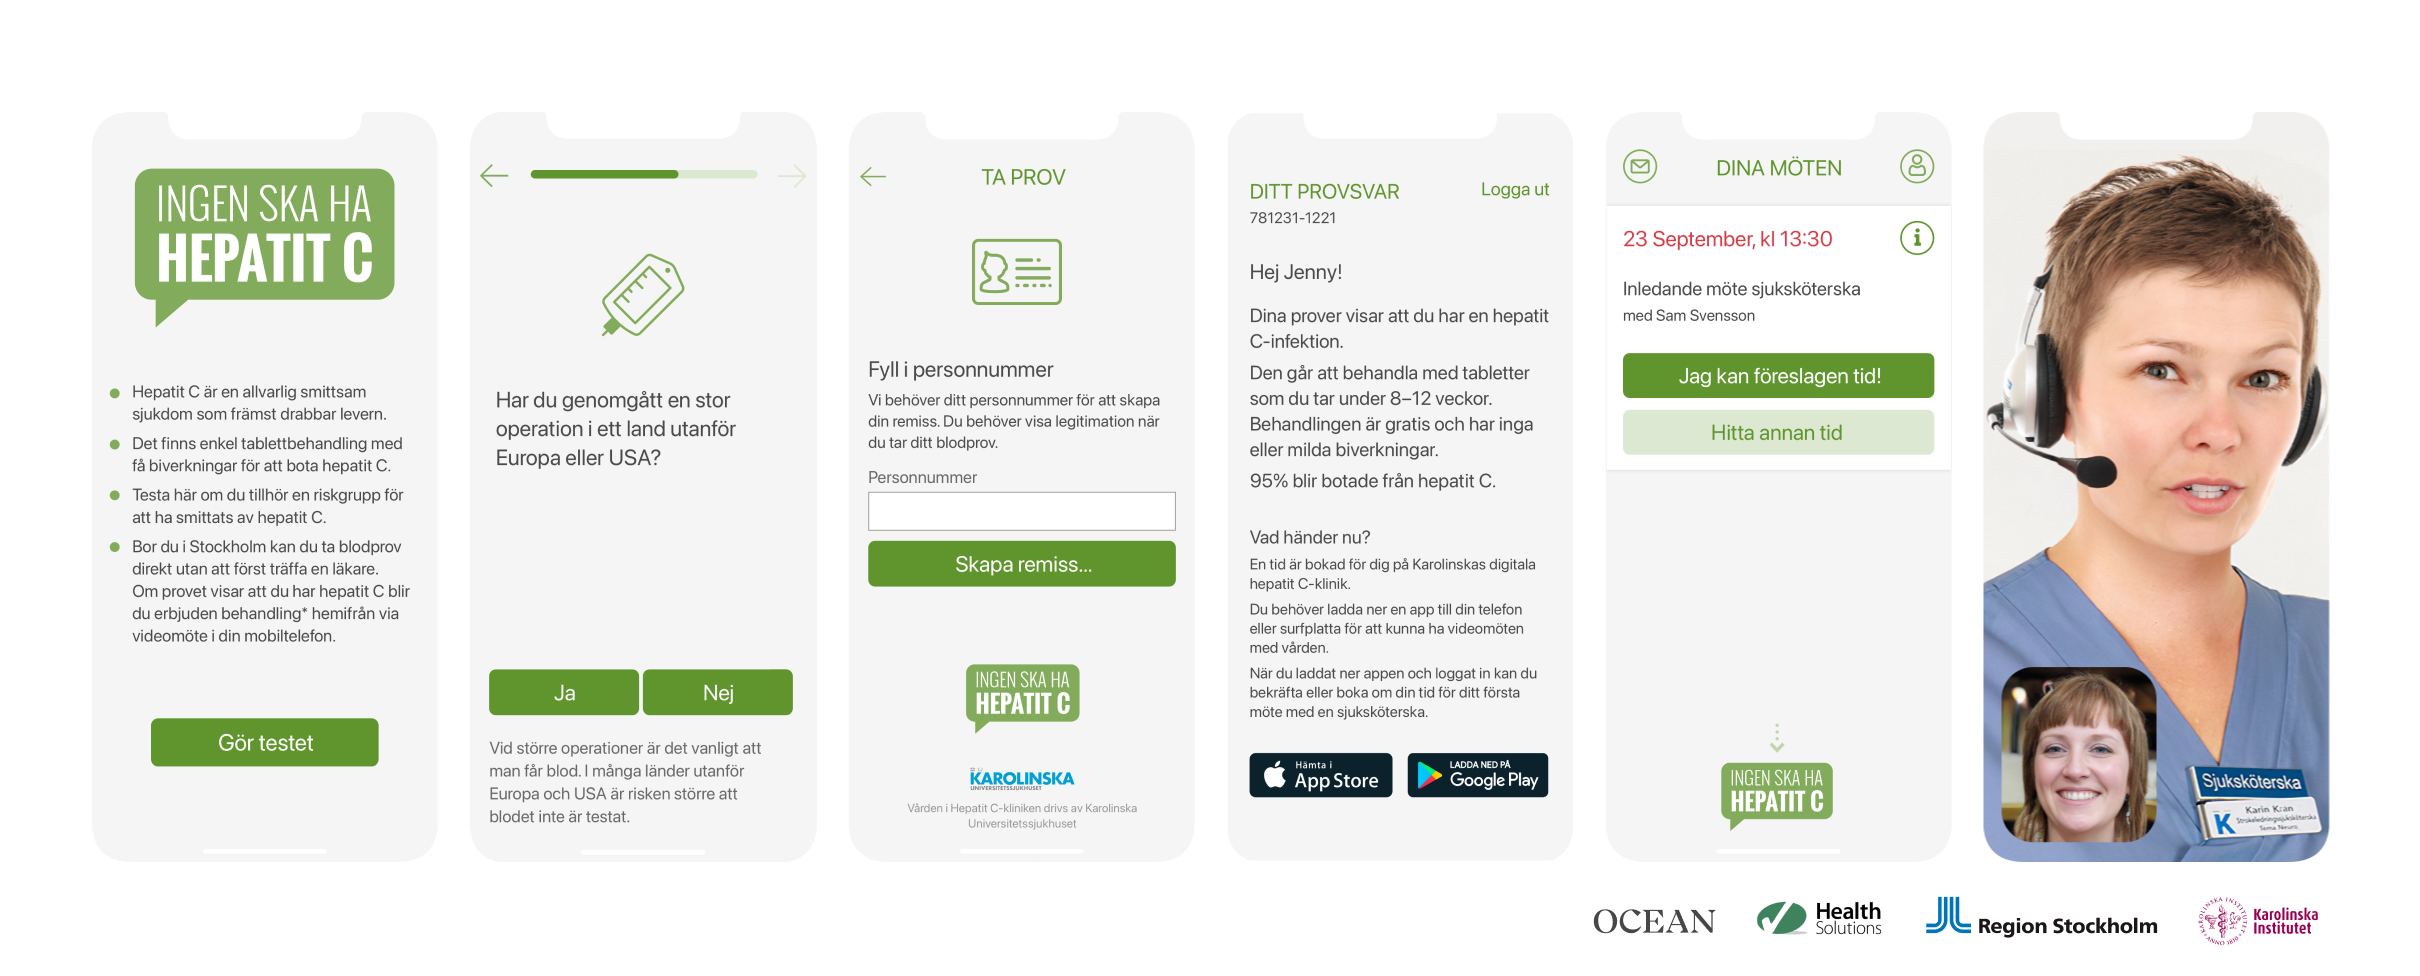 INGEN SKA HA
HEPATIT C
Hepatit C är en allvarlig smittsam
sjukdom som främst drabbar levern.
Det finns enkel tablettbehandling med
få biverkningar för att bota hepatit C.
Testa här om du tillhör en riskgrupp för
att ha smittats av hepatit C.
Bor du i Stockholm kan du ta blodprov
direkt utan att först träffa en läkare.
Om provet visar att du har hepatit C blir
du erbjuden behandling* hemifrån via
videomöte i din mobiltelefon.
Gör testet
Har du genomgått en stor
operation i ett land utanför
Europa eller USA?
Ja
Nej
Vid större operationer är det vanligt att
man får blod. I många länder utanför
Europa och USA är risken större att
blodet inte är testat.
TA PROV
Fyll i personnummer
Vi behöver ditt personnummer för att skapa
din remiss. Du behöver visa legitimation när
du tar ditt blodprov.
Personnummer
Skapa remiss...
INGEN SKA HA
HEPATIT C
KAROLINSKA
UNIVERSITETSSJUKHUSET
Vården i Hepatit C-kliniken drivs av Karolinska
Universitetssjukhuset
DITT PROVSVAR
Logga ut
781231-1221
Hej Jenny!
Dina prover visar att du har en hepatit
C-infektion.
Den går att behandla med tabletter
som du tar under 8–12 veckor.
Behandlingen är gratis och har inga
eller milda biverkningar.
95% blir botade från hepatit C.
Vad händer nu?
En tid är bokad för dig på Karolinskas digitala
hepatit C-klinik.
Du behöver ladda ner en app till din telefon
eller surfplatta för att kunna ha videomöten
med vården.
När du laddat ner appen och loggat in kan du
bekräfta eller boka om din tid för ditt första
möte med en sjuksköterska.
Hämta i
App Store
LADDA NED PÅ
Google Play
DINA MÖTEN
23 September, kl 13:30
Inledande möte sjuksköterska
med Sam Svensson
Jag kan föreslagen tid!
Hitta annan tid
INGEN SKA HA
HEPATIT C
Sjuksköterska
Karin Kran
Tema Neuro
OCEAN
Health
Solutions
Region Stockholm
KAROLINSKA INSTITUTET
ANNO 1810
Karolinska
Institutet